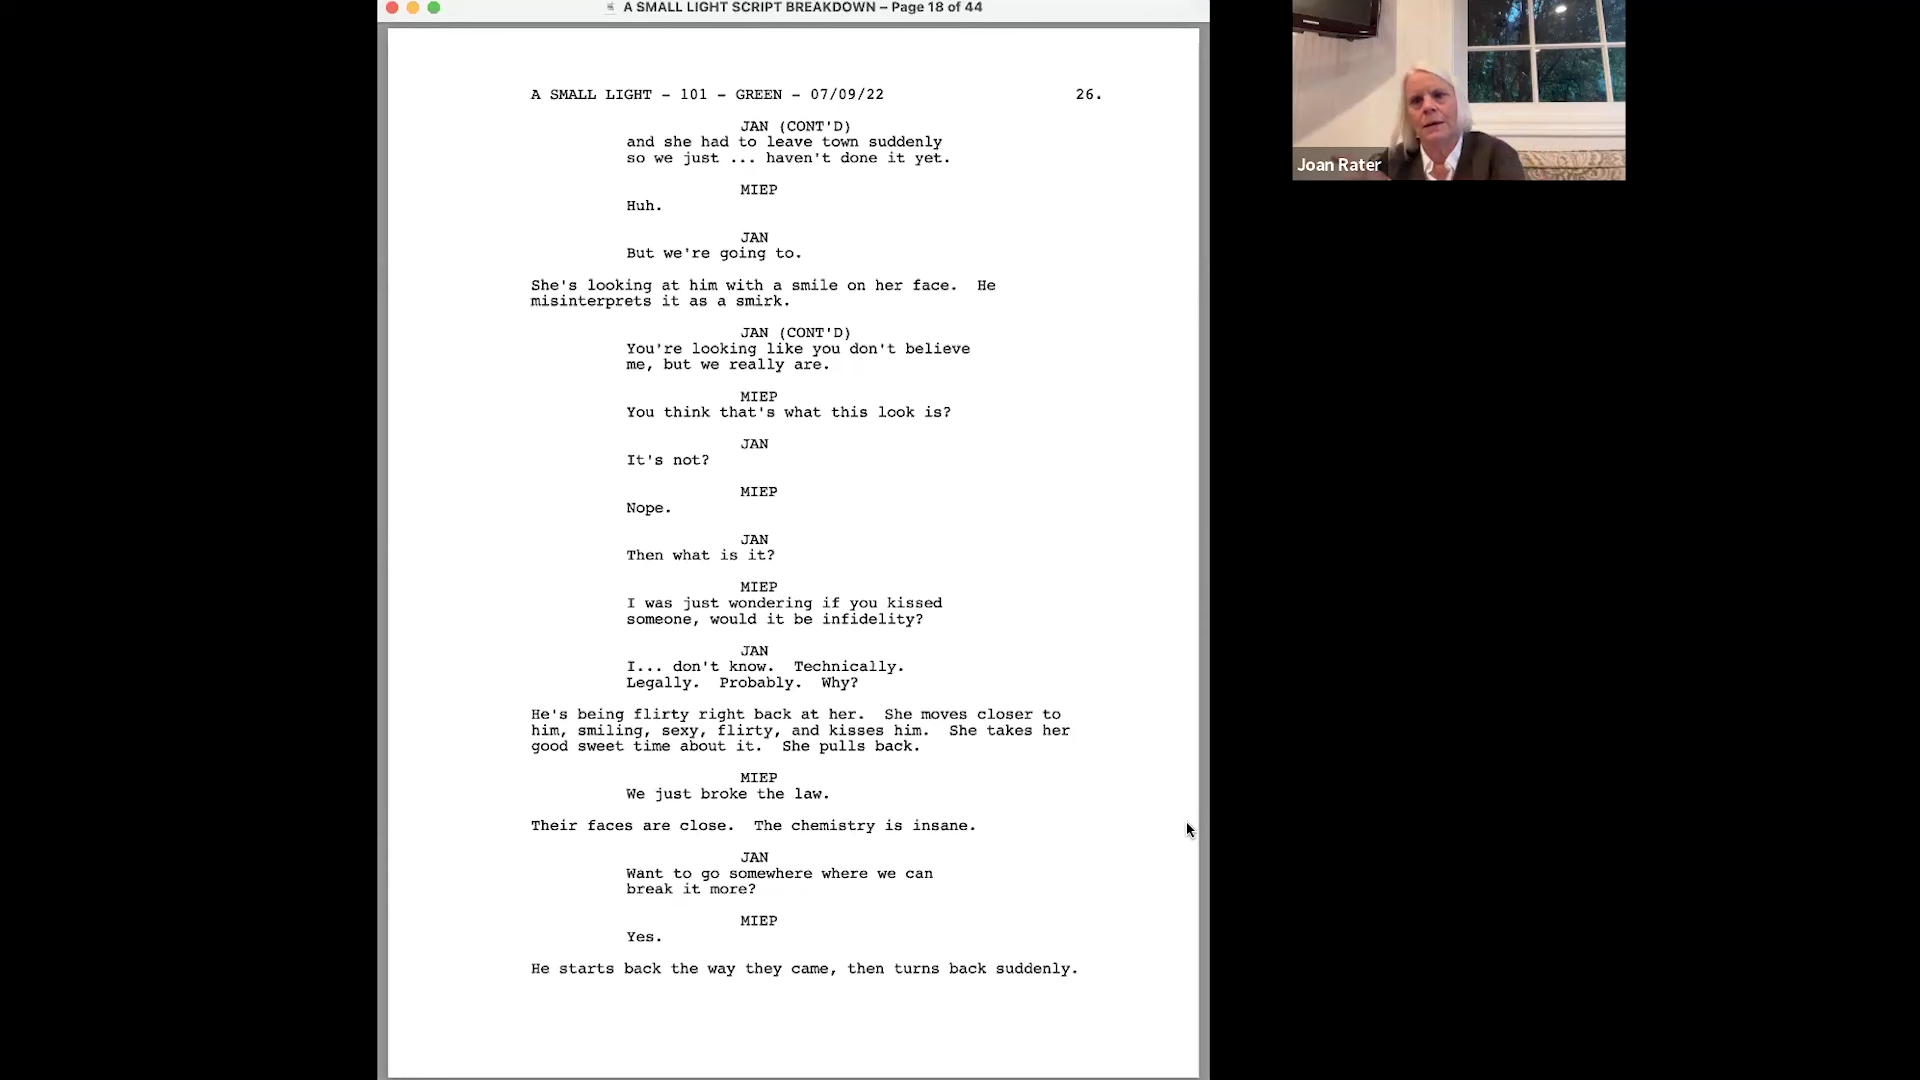 A SMALL LIGHT SCRIPT BREAKDOWN – Page 18 of 44
Joan Rater
A SMALL LIGHT - 101 - GREEN - 07/09/22 26.
JAN (CONT'D)
and she had to leave town suddenly
so we just ... haven't done it yet.
MIEP
Huh.
JAN
But we're going to.
She's looking at him with a smile on her face. He
misinterprets it as a smirk.
JAN (CONT'D)
You're looking like you don't believe
me, but we really are.
MIEP
You think that's what this look is?
JAN
It's not?
MIEP
Nope.
JAN
Then what is it?
MIEP
I was just wondering if you kissed
someone, would it be infidelity?
JAN
I... don't know. Technically.
Legally. Probably. Why?
He's being flirty right back at her. She moves closer to
him, smiling, sexy, flirty, and kisses him. She takes her
good sweet time about it. She pulls back.
MIEP
We just broke the law.
Their faces are close. The chemistry is insane.
JAN
Want to go somewhere where we can
break it more?
MIEP
Yes.
He starts back the way they came, then turns back suddenly.